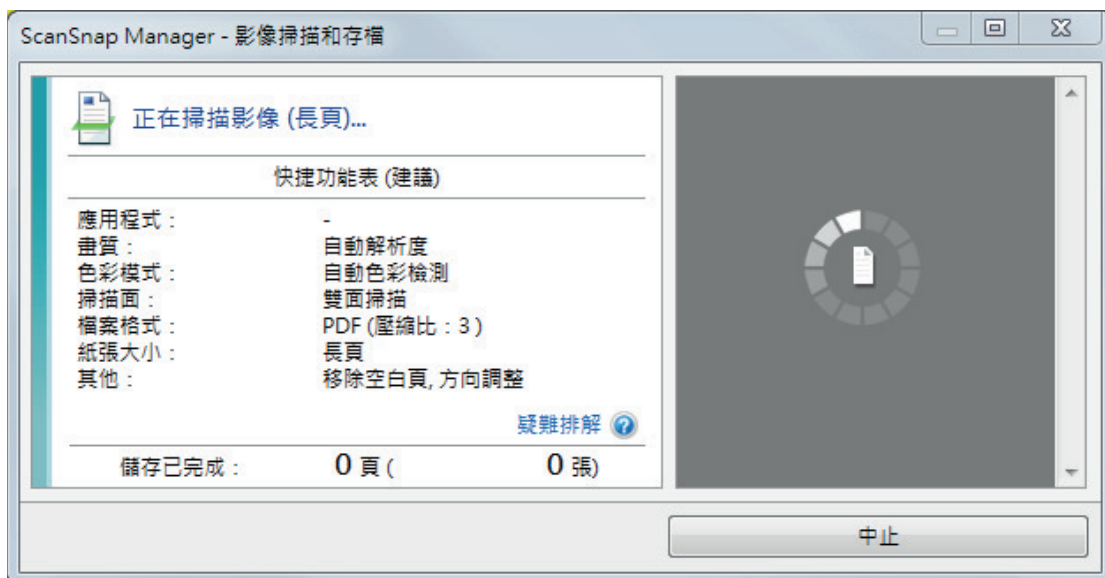 ScanSnap Manager - 影像掃描和存檔
正在掃描影像 (長頁)...
快捷功能表 (建議)
應用程式： -
畫質： 自動解析度
色彩模式： 自動色彩檢測
掃描面： 雙面掃描
檔案格式： PDF (壓縮比：3)
紙張大小： 長頁
其他： 移除空白頁, 方向調整
疑難排解
儲存已完成： 0 頁 ( 0 張)
中止